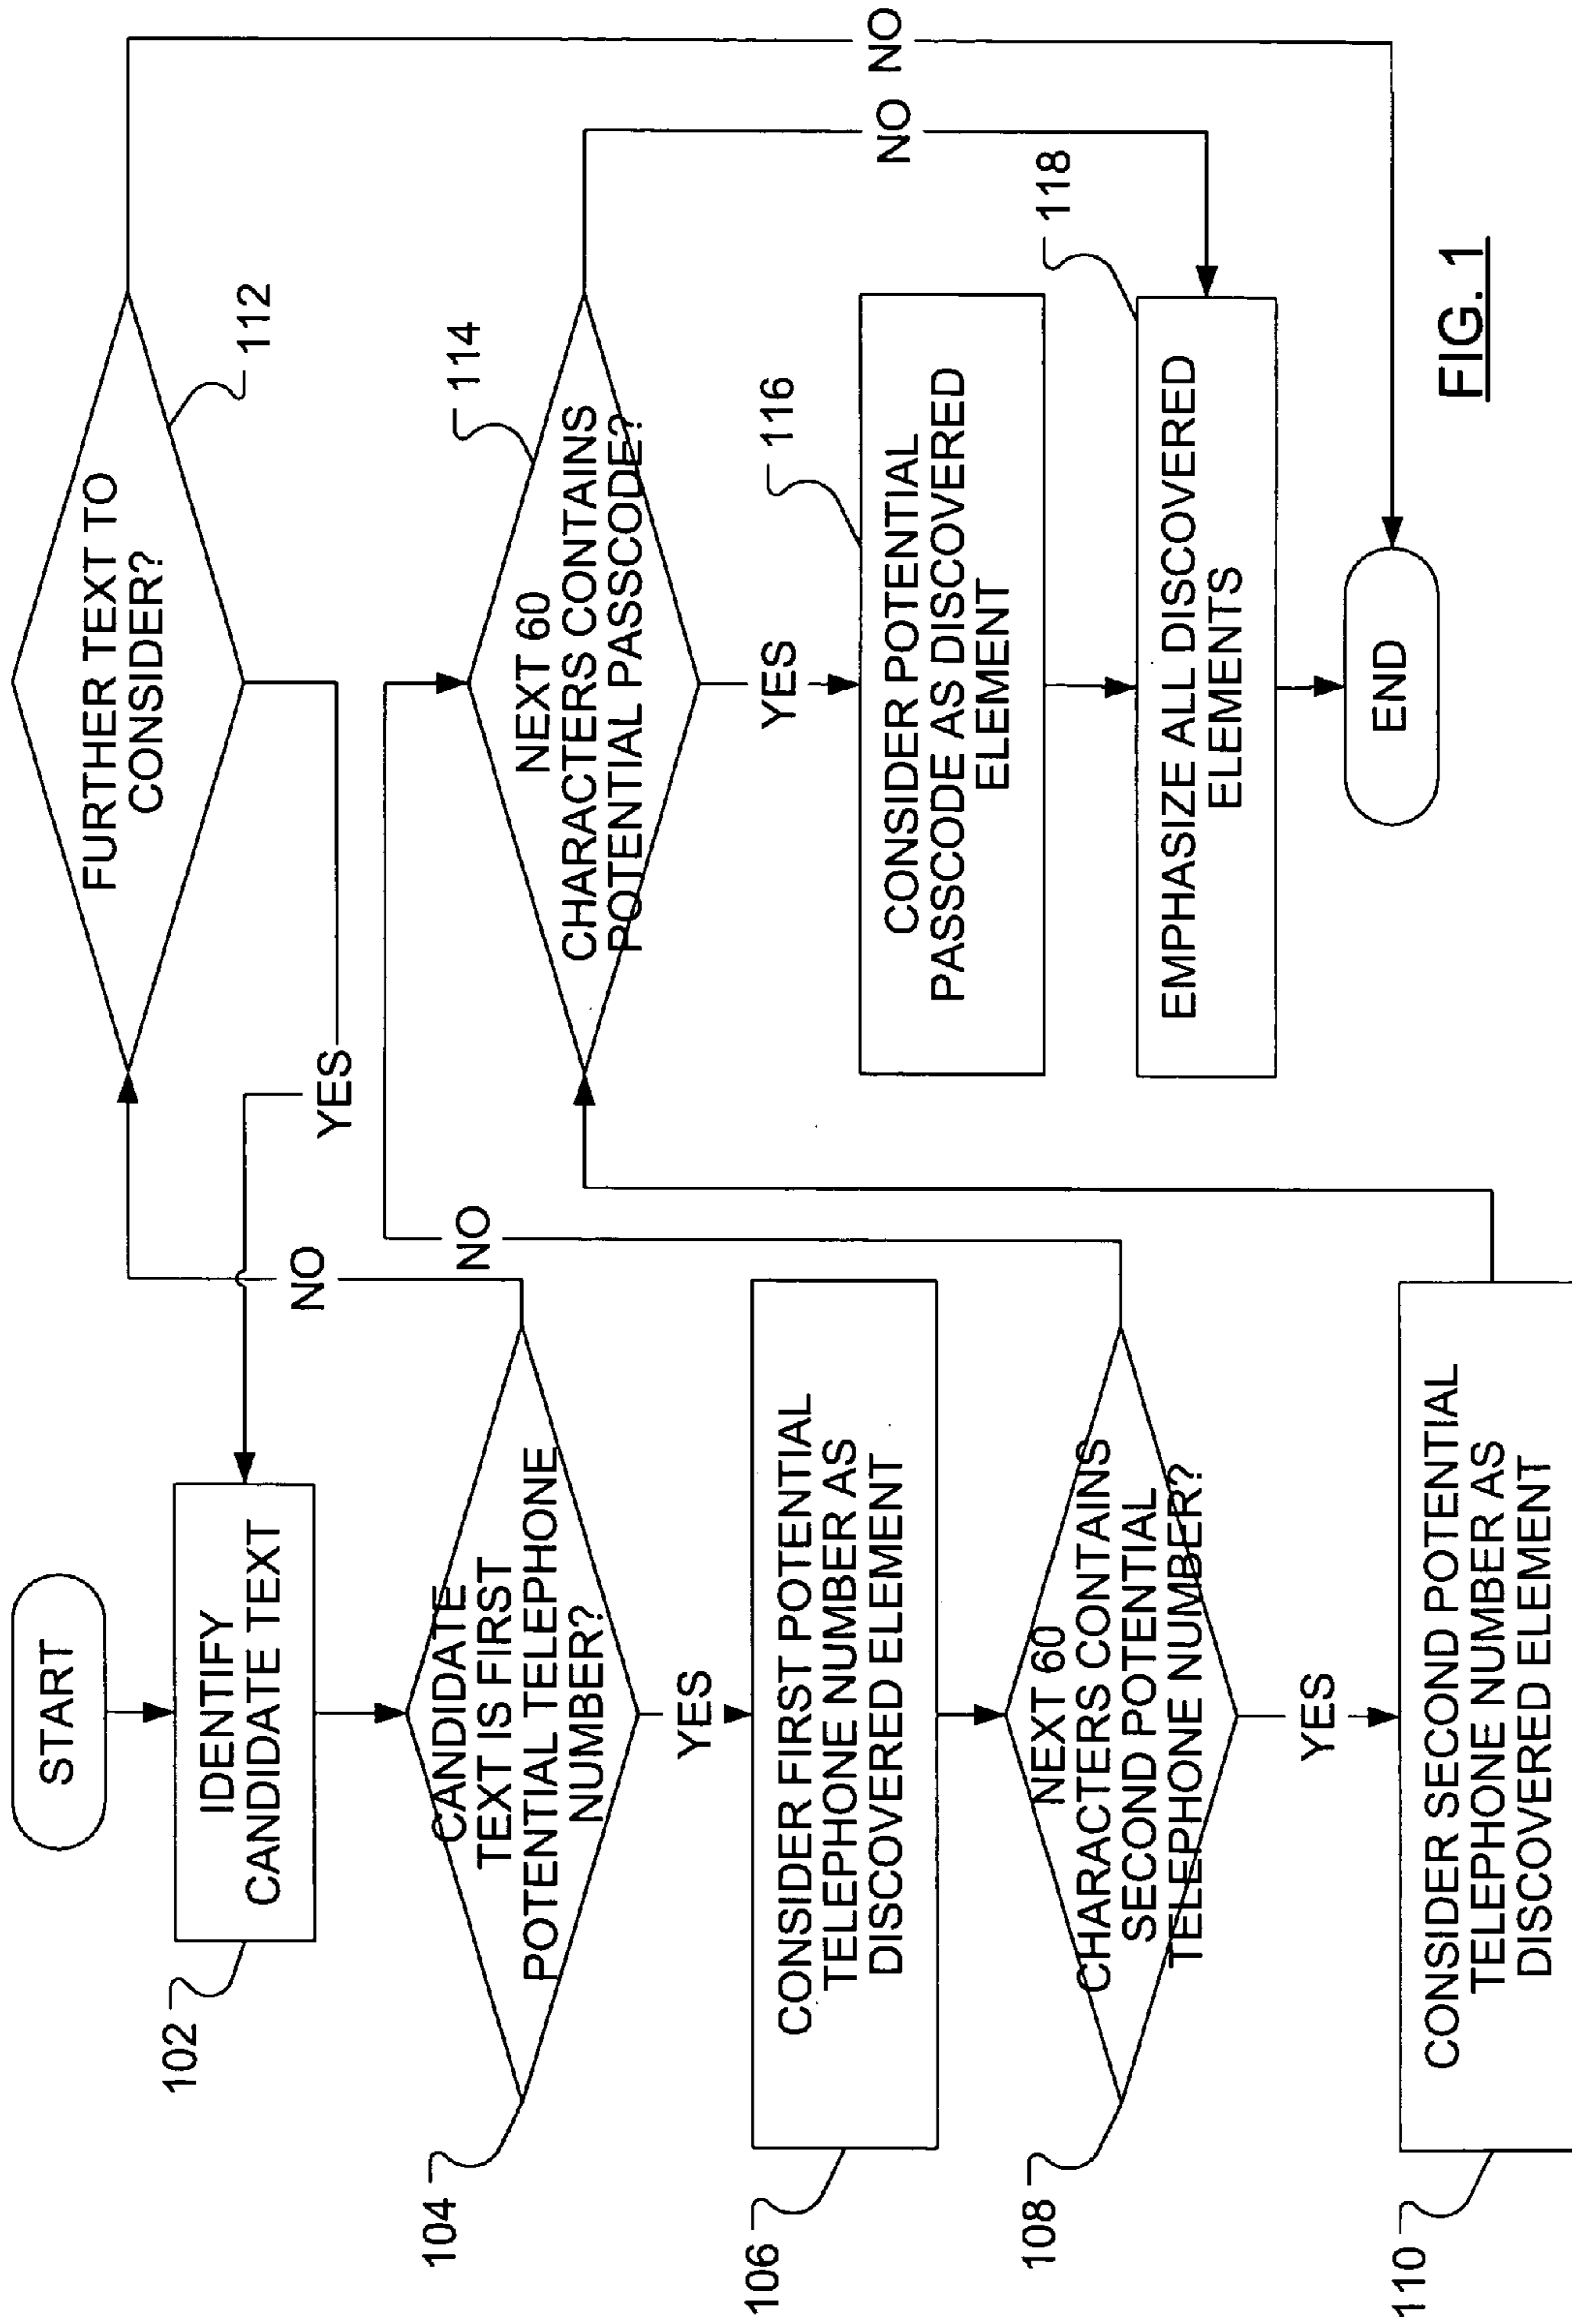 START
IDENTIFY
CANDIDATE TEXT
102
CANDIDATE
TEXT IS FIRST
POTENTIAL TELEPHONE
NUMBER?
104
NO
YES
CONSIDER FIRST POTENTIAL
TELEPHONE NUMBER AS
DISCOVERED ELEMENT
106
NEXT 60
CHARACTERS CONTAINS
SECOND POTENTIAL
TELEPHONE NUMBER?
108
NO
YES
CONSIDER SECOND POTENTIAL
TELEPHONE NUMBER AS
DISCOVERED ELEMENT
110
FURTHER TEXT TO
CONSIDER?
112
YES
NO
NEXT 60
CHARACTERS CONTAINS
POTENTIAL PASSCODE?
114
NO
YES
CONSIDER POTENTIAL
PASSCODE AS DISCOVERED
ELEMENT
116
EMPHASIZE ALL DISCOVERED
ELEMENTS
118
END
FIG. 1